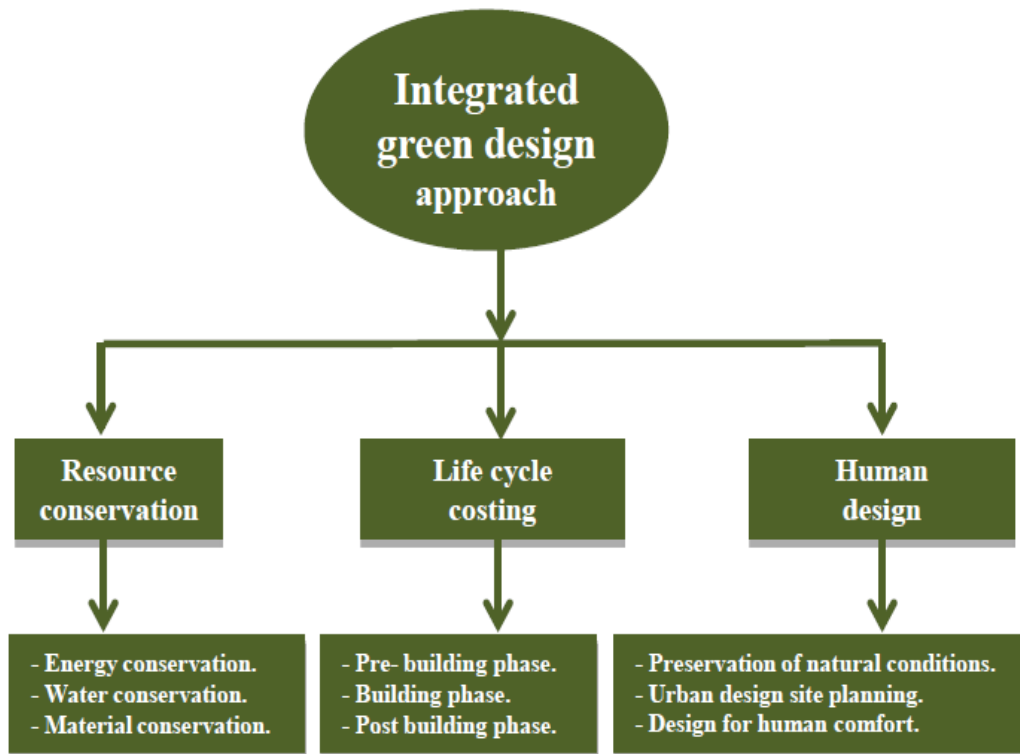 Integrated
green design
approach
Resource
conservation
Life cycle
costing
Human
design
- Energy conservation.
- Water conservation.
- Material conservation.
- Pre- building phase.
- Building phase.
- Post building phase.
- Preservation of natural conditions.
- Urban design site planning.
- Design for human comfort.